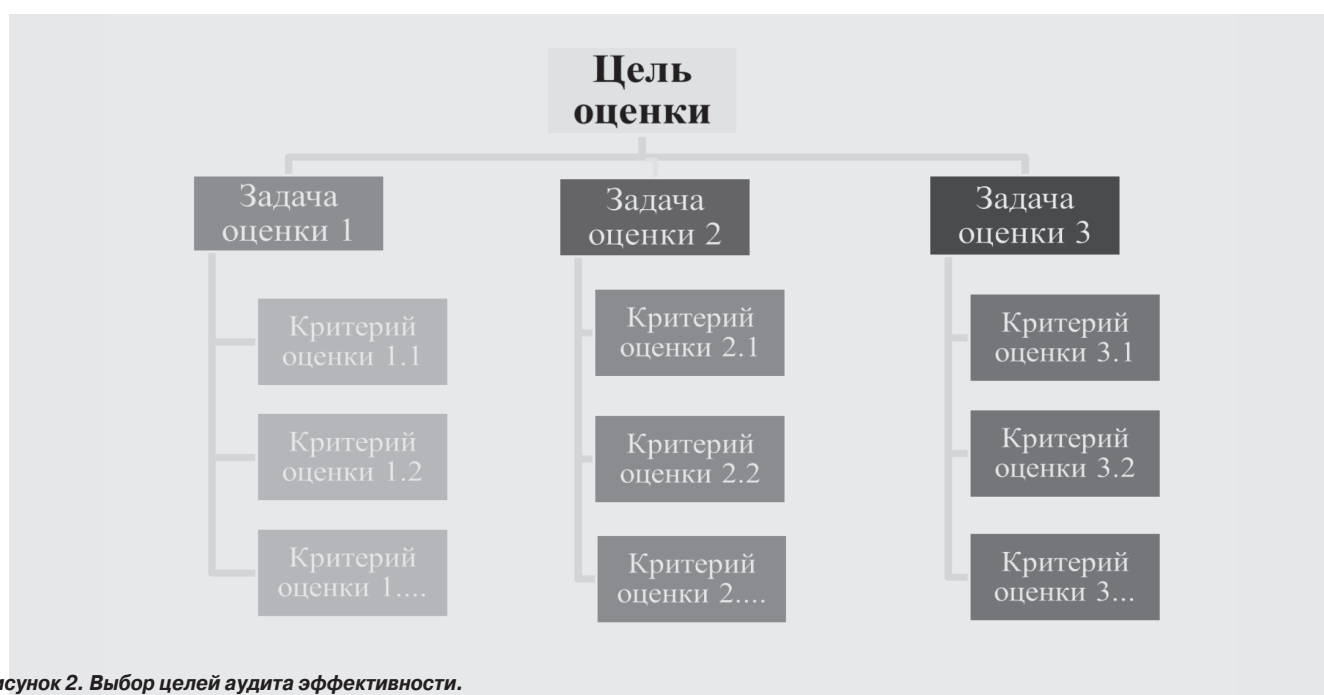 Цель
оценки
Задача
оценки 1
Критерий
оценки 1.1
Критерий
оценки 1.2
Критерий
оценки 1....
Задача
оценки 2
Критерий
оценки 2.1
Критерий
оценки 2.2
Критерий
оценки 2....
Задача
оценки 3
Критерий
оценки 3.1
Критерий
оценки 3.2
Критерий
оценки 3...
исунок 2. Выбор целей аудита эффективности.